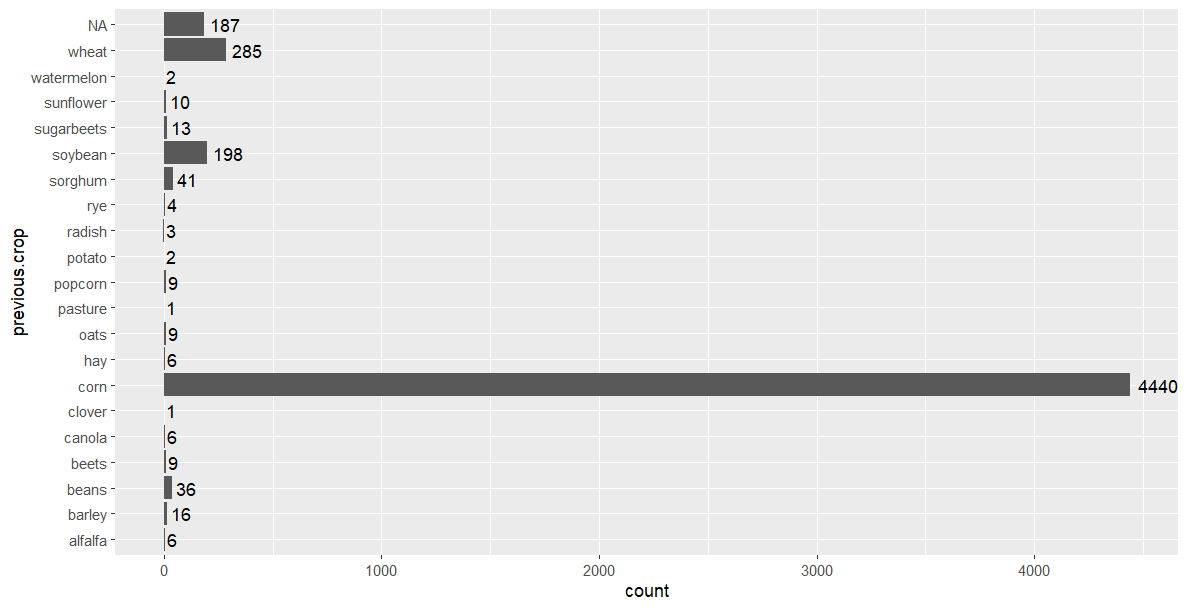 previous.crop
NA 187
wheat 285
watermelon 2
sunflower 10
sugarbeets 13
soybean 198
sorghum 41
rye 4
radish 3
potato 2
popcorn 9
pasture 1
oats 9
hay 6
corn 4440
clover 1
canola 6
beets 9
beans 36
barley 16
alfalfa 6
0 1000 2000 3000 4000
count